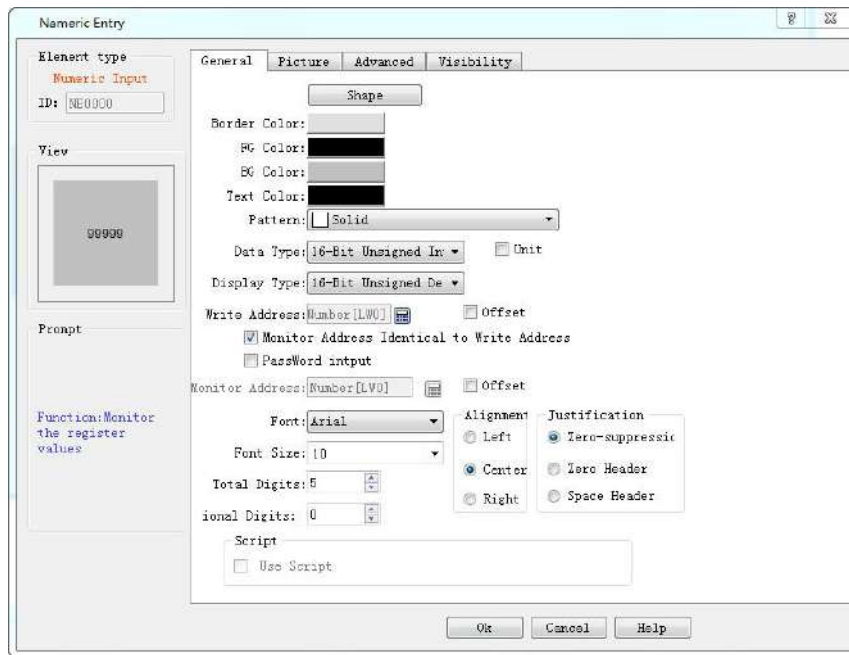 Nameric Entry
Element type
Numeric Input
ID: NE0000
View
99999
Prompt
Function:Monitor
the register
values
General
Picture
Advanced
Visibility
Shape
Border Color:
FG Color:
BG Color:
Text Color:
Pattern: Solid
Data Type: 16-Bit Unsigned In
Unit
Display Type: 16-Bit Unsigned De
Write Address: Number[LW0]
Offset
Monitor Address Identical to Write Address
PassWord intput
Monitor Address: Number[LW0]
Offset
Font: Arial
Font Size: 10
Total Digits: 5
ional Digits: 0
Alignment
Left
Center
Right
Justification
Zero-suppressic
Zero Header
Space Header
Script
Use Script
Ok
Cancel
Help